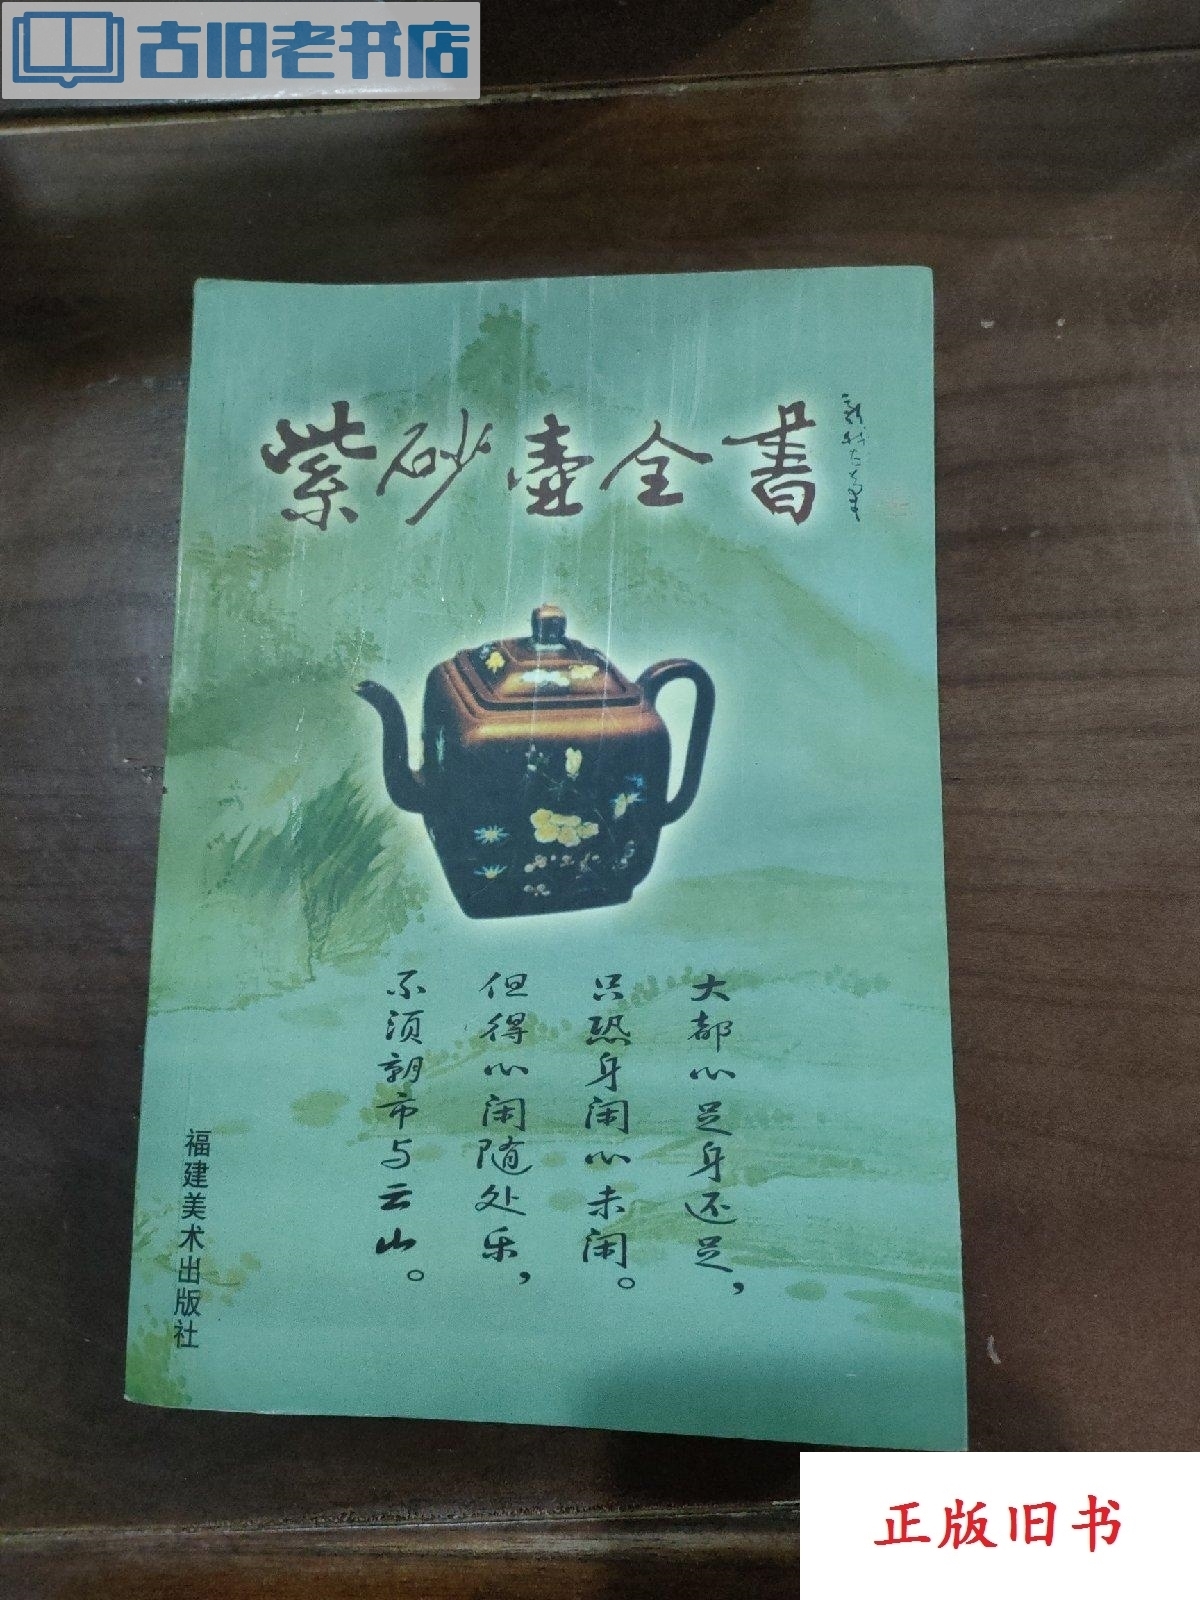 古旧老书店
紫砂壶全書
大都心足身还足，
只恐身闲心未闲。
但得心闲随处乐，
不须朝市与云山。
福建美术出版社
正版旧书